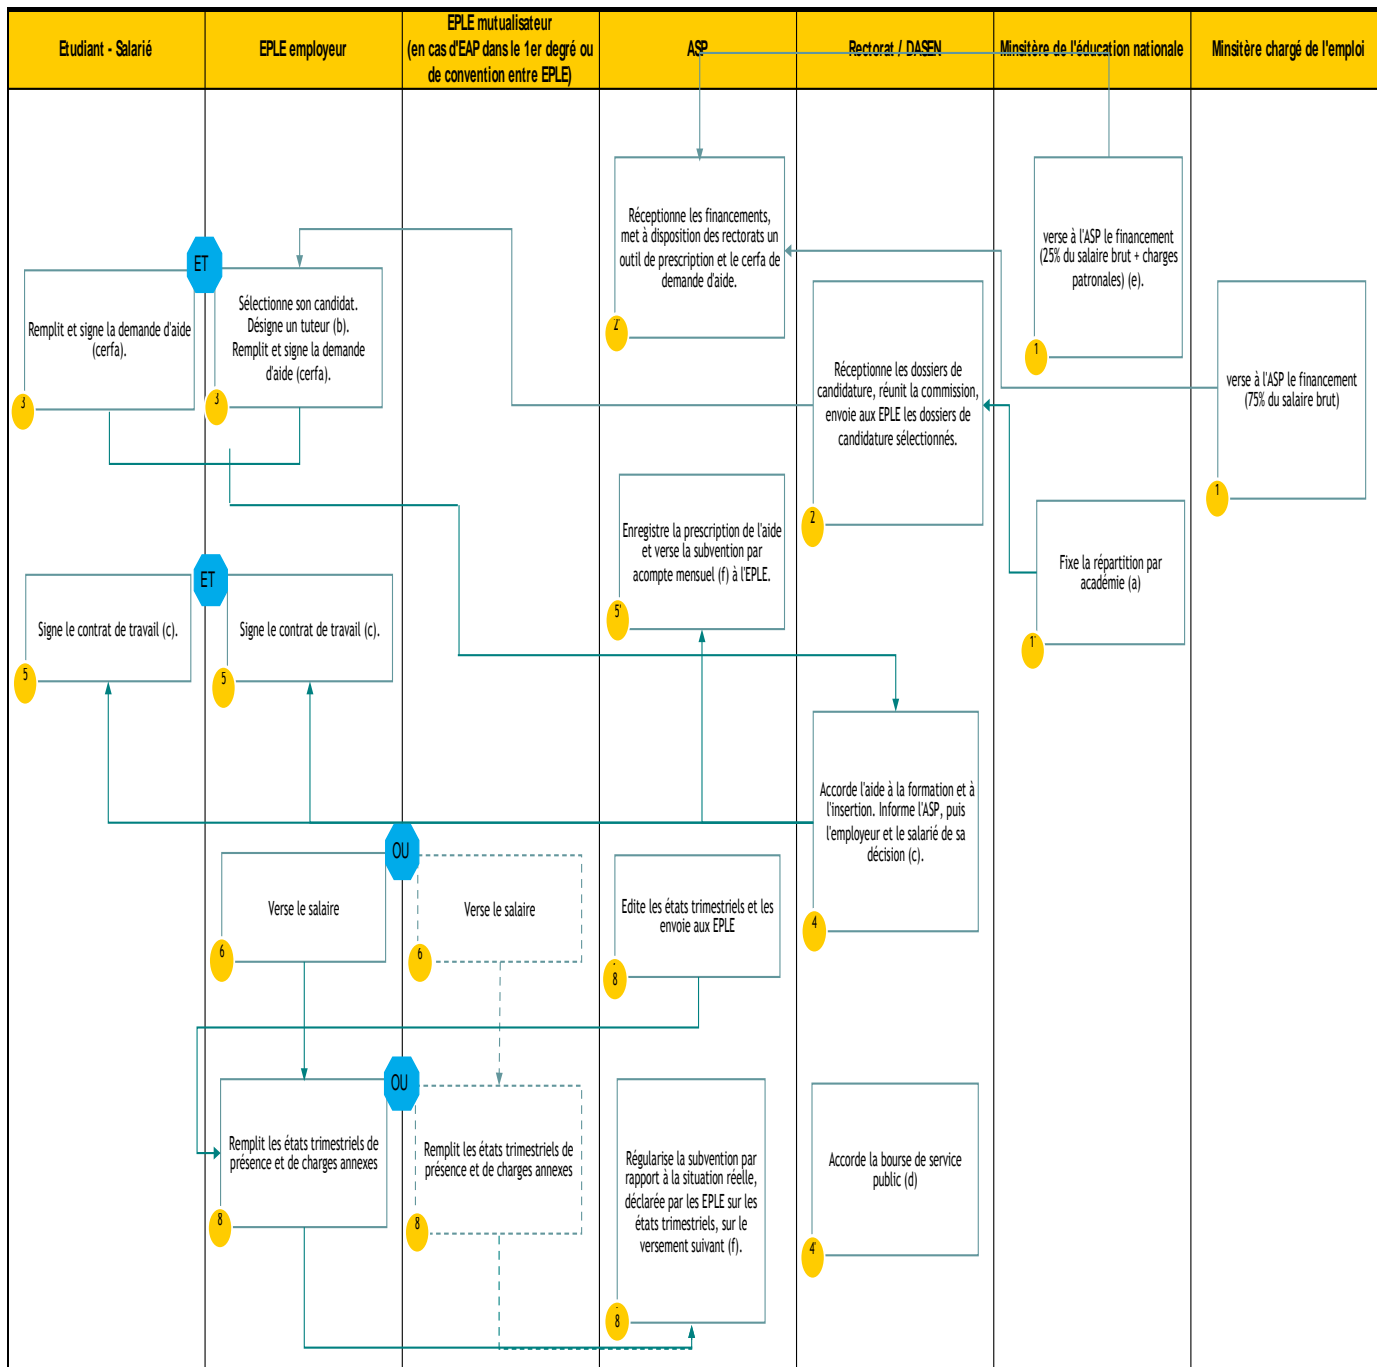 Etudiant - Salarié
EPLE employeur
EPLE mutualisateur
(en cas d'EAP dans le 1er degré ou
de convention entre EPLE)
ASP
Rectorat / DASEN
Minsitère de l'éducation nationale
Minsitère chargé de l'emploi
Réceptionne les financements,
met à disposition des rectorats un
outil de prescription et le cerfa de
demande d'aide.
2'
verse à l'ASP le financement
(25% du salaire brut + charges
patronales) (e).
1
ET
Remplit et signe la demande d'aide
(cerfa).
3
Sélectionne son candidat.
Désigne un tuteur (b).
Remplit et signe la demande
d'aide (cerfa).
3
Réceptionne les dossiers de
candidature, réunit la commission,
envoie aux EPLE les dossiers de
candidature sélectionnés.
2
verse à l'ASP le financement
(75% du salaire brut)
1
Enregistre la prescription de l'aide
et verse la subvention par
acompte mensuel (f) à l'EPLE.
5'
Fixe la répartition par
académie (a)
1'
ET
Signe le contrat de travail (c).
5
Signe le contrat de travail (c).
5
Accorde l'aide à la formation et à
l'insertion. Informe l'ASP, puis
l'employeur et le salarié de sa
décision (c).
4
OU
Verse le salaire
6
Verse le salaire
6
Edite les états trimestriels et les
envoie aux EPLE
8
OU
Remplit les états trimestriels de
présence et de charges annexes
8
Remplit les états trimestriels de
présence et de charges annexes
8
Régularise la subvention par
rapport à la situation réelle,
déclarée par les EPLE sur les
états trimestriels, sur le
versement suivant (f).
8
Accorde la bourse de service
public (d)
4'